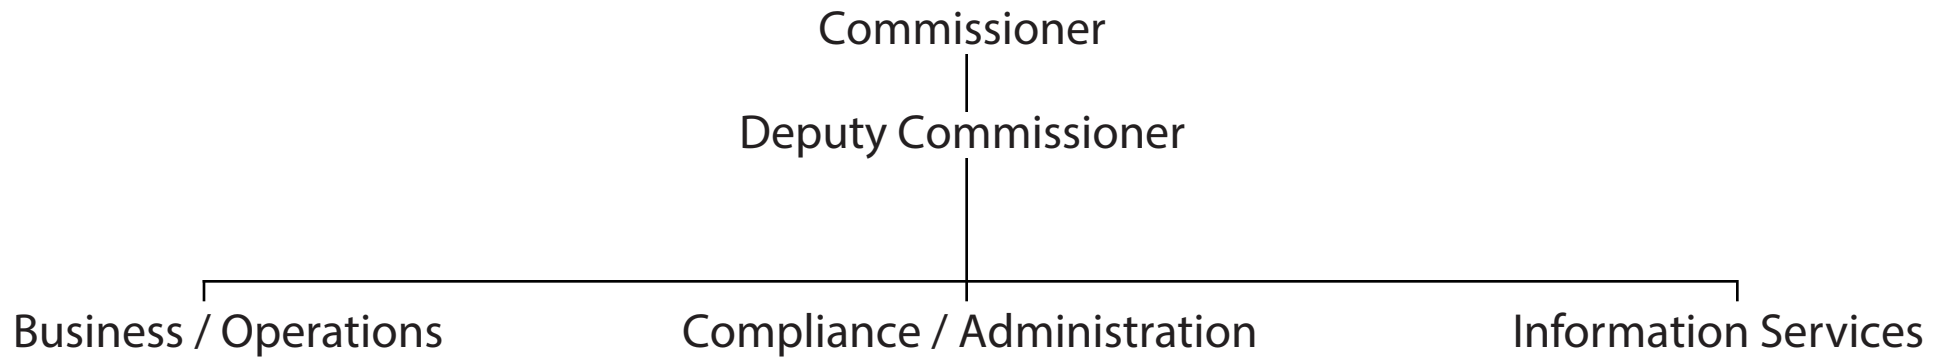 Commissioner
Deputy Commissioner
Business / Operations
Compliance / Administration
Information Services